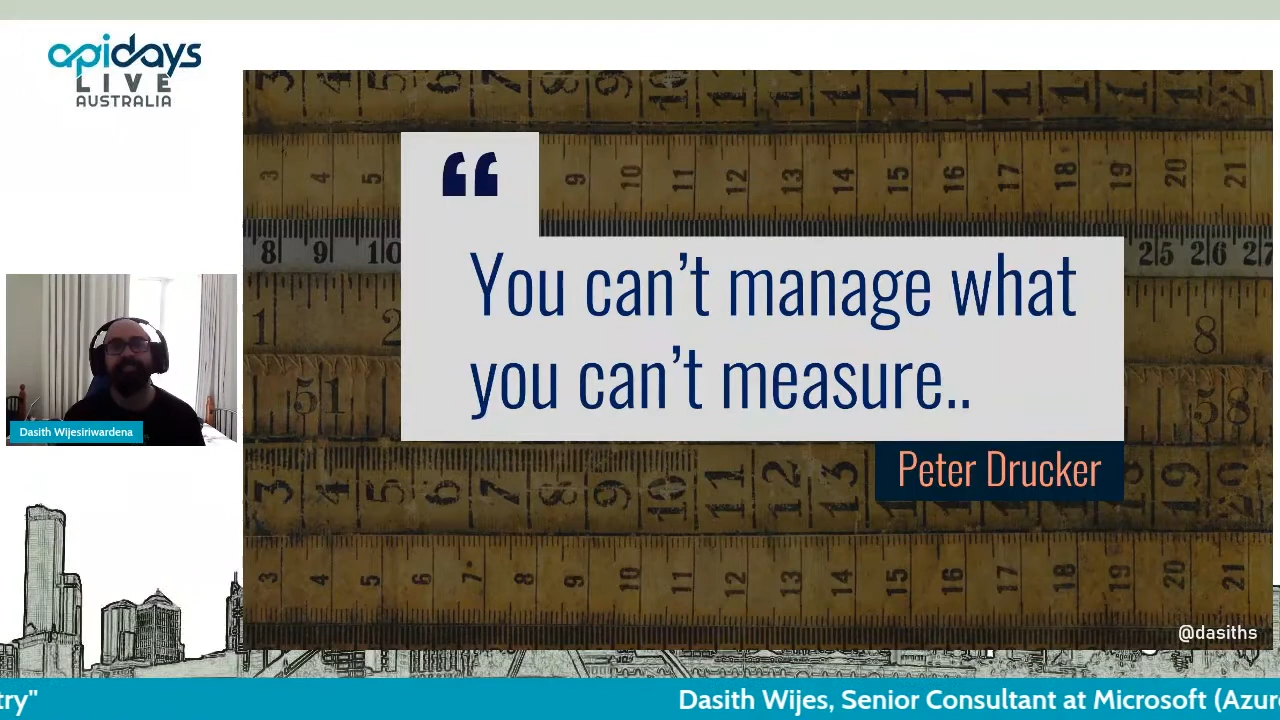 apidays
LIVE
AUSTRALIA
“
You can’t manage what
you can’t measure..
Peter Drucker
Dasith Wijesiriwardena
@dasiths
try" Dasith Wijes, Senior Consultant at Microsoft (Azur